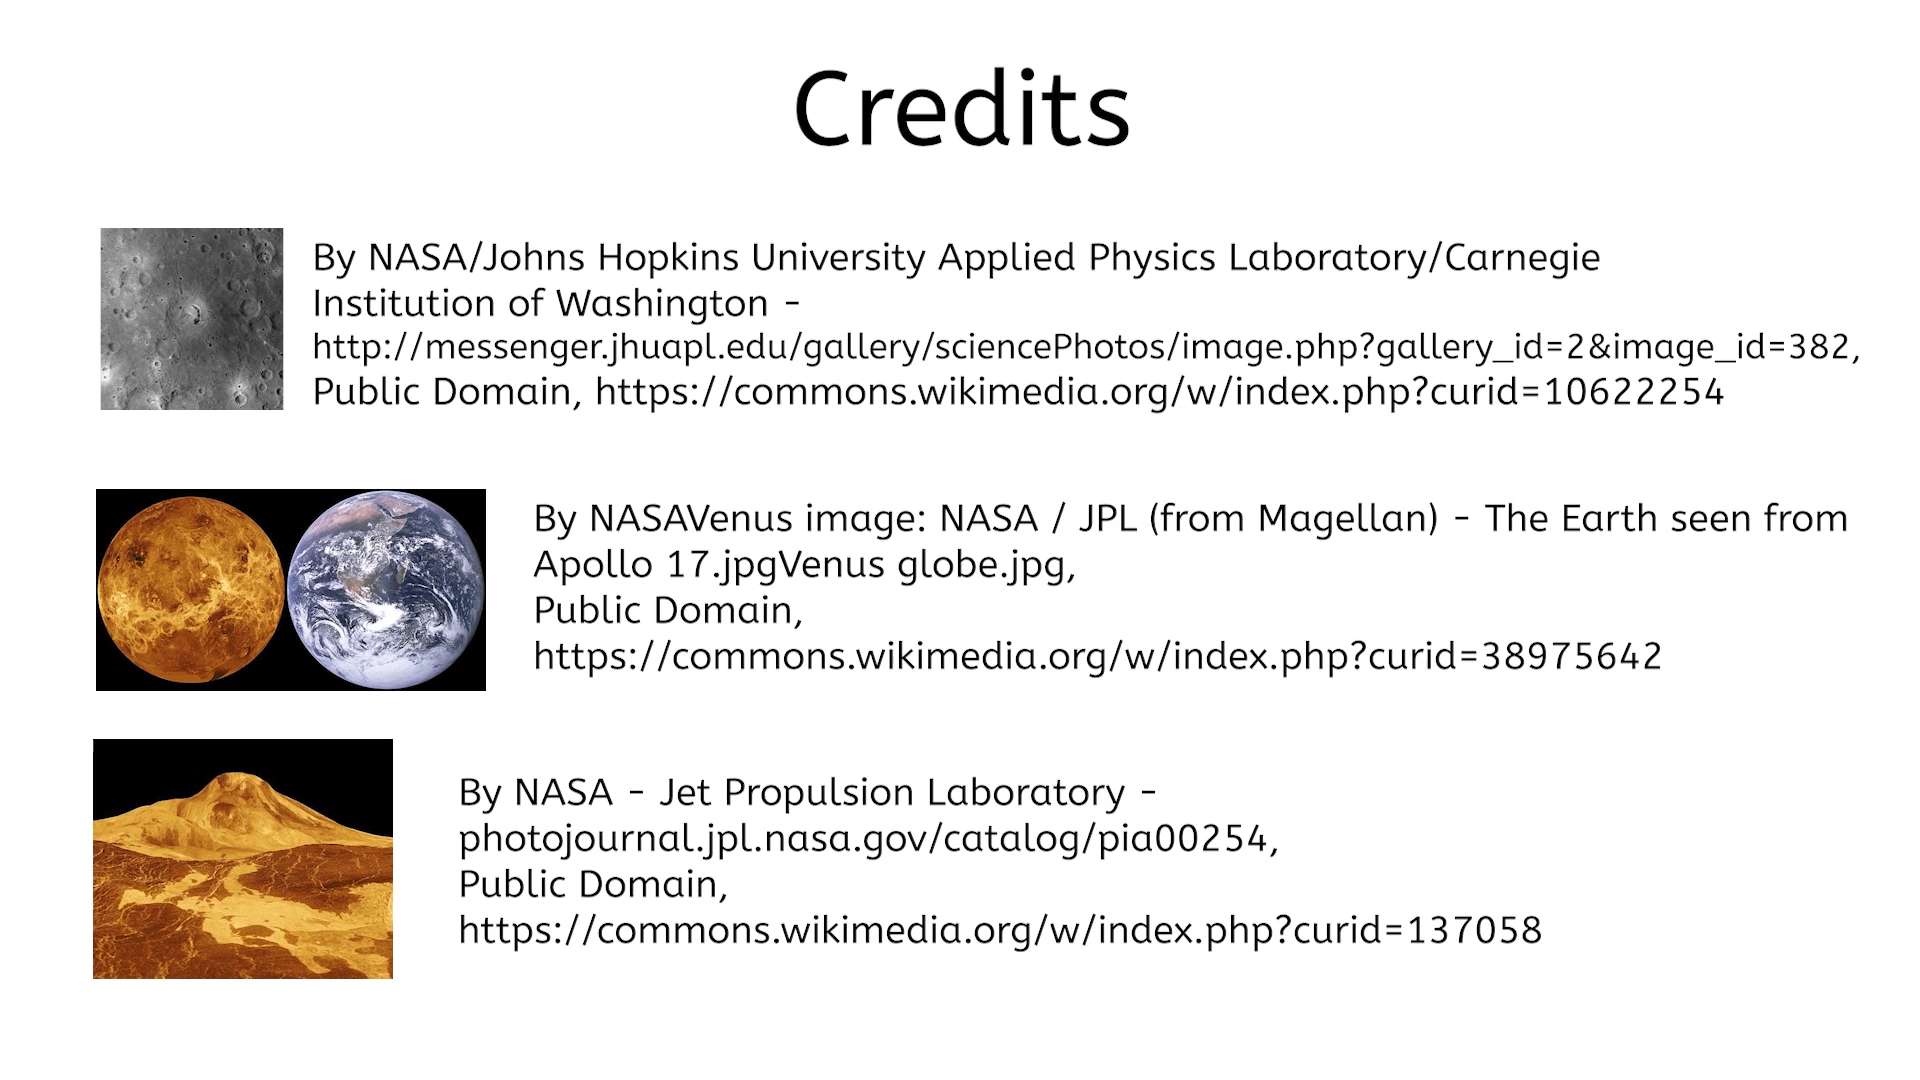 Credits
By NASA/Johns Hopkins University Applied Physics Laboratory/Carnegie
Institution of Washington -
http://messenger.jhuapl.edu/gallery/sciencePhotos/image.php?gallery_id=2&image_id=382,
Public Domain, https://commons.wikimedia.org/w/index.php?curid=10622254
By NASAVenus image: NASA / JPL (from Magellan) - The Earth seen from
Apollo 17.jpgVenus globe.jpg,
Public Domain,
https://commons.wikimedia.org/w/index.php?curid=38975642
By NASA - Jet Propulsion Laboratory -
photojournal.jpl.nasa.gov/catalog/pia00254,
Public Domain,
https://commons.wikimedia.org/w/index.php?curid=137058